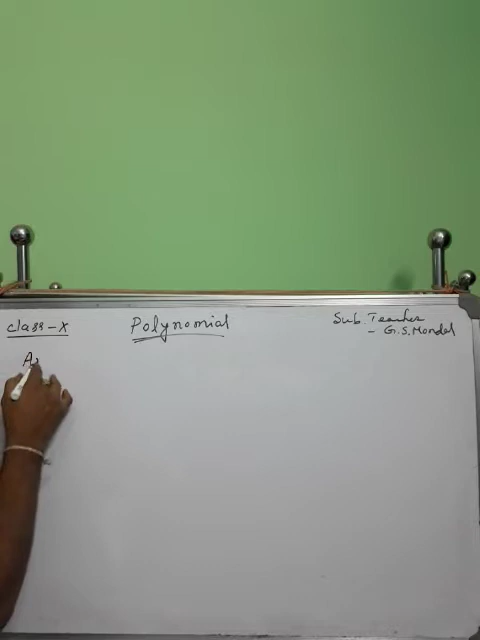 class-X
Polynomial
Sub. Teacher
- G.S. Mondal